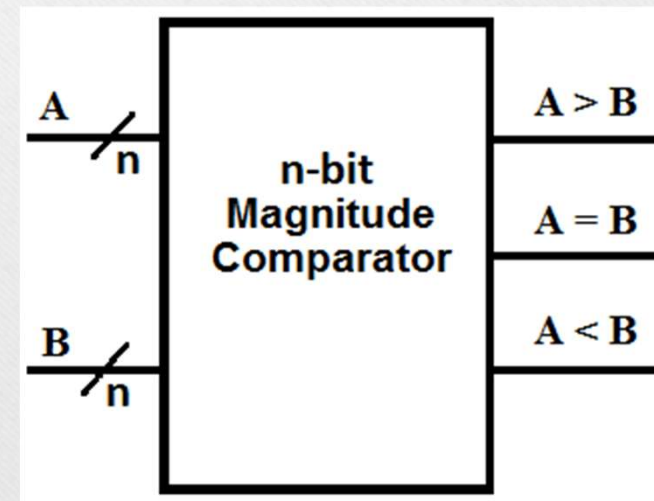 A
n
B
n
n-bit
Magnitude
Comparator
A > B
A = B
A < B